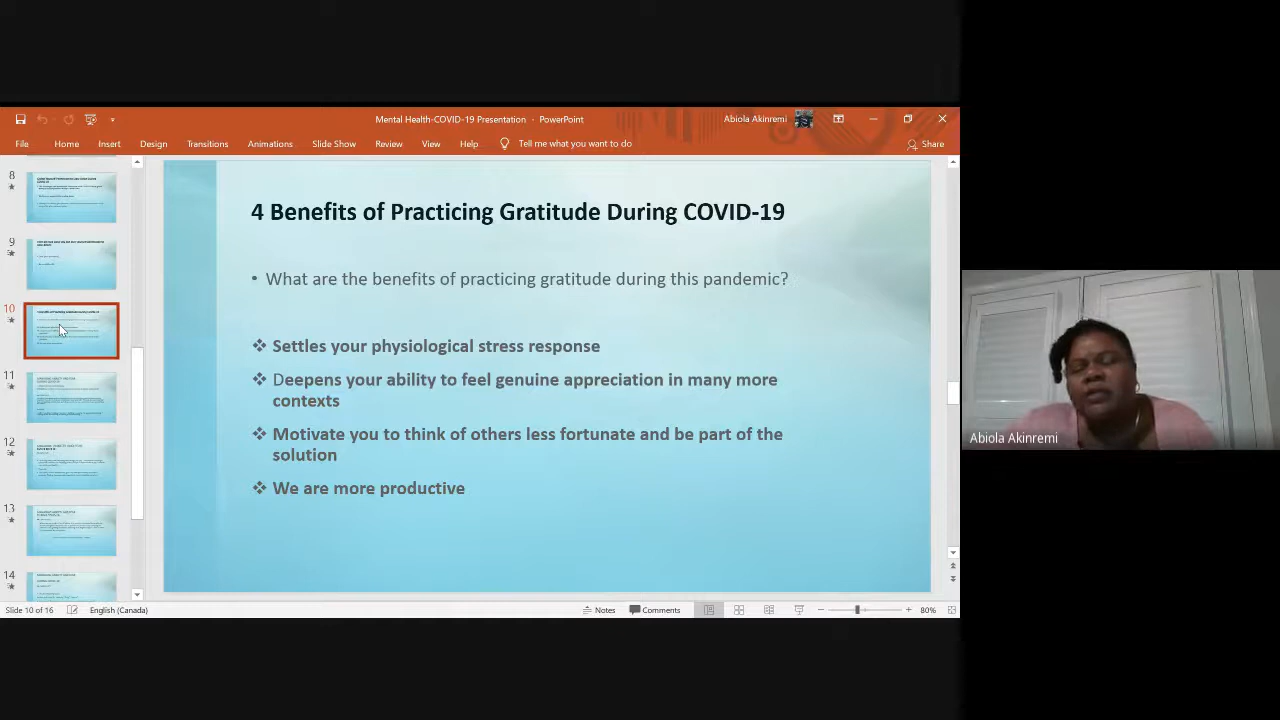 Mental Health-COVID-19 Presentation - PowerPoint
Abiola Akinremi
File Home Insert Design Transitions Animations Slide Show Review View Help Tell me what you want to do Share
8
9
10
11
12
13
14
4 Benefits of Practicing Gratitude During COVID-19
• What are the benefits of practicing gratitude during this pandemic?
❖ Settles your physiological stress response
❖ Deepens your ability to feel genuine appreciation in many more
contexts
❖ Motivate you to think of others less fortunate and be part of the
solution
❖ We are more productive
Abiola Akinremi
Slide 10 of 16 English (Canada) Notes Comments 80%